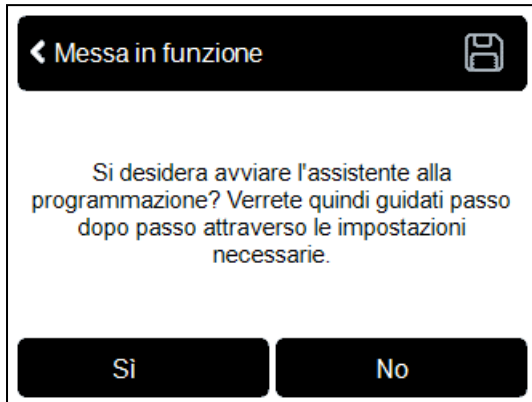 Messa in funzione
Si desidera avviare l'assistente alla
programmazione? Verrete quindi guidati passo
dopo passo attraverso le impostazioni
necessarie.
Sì
No